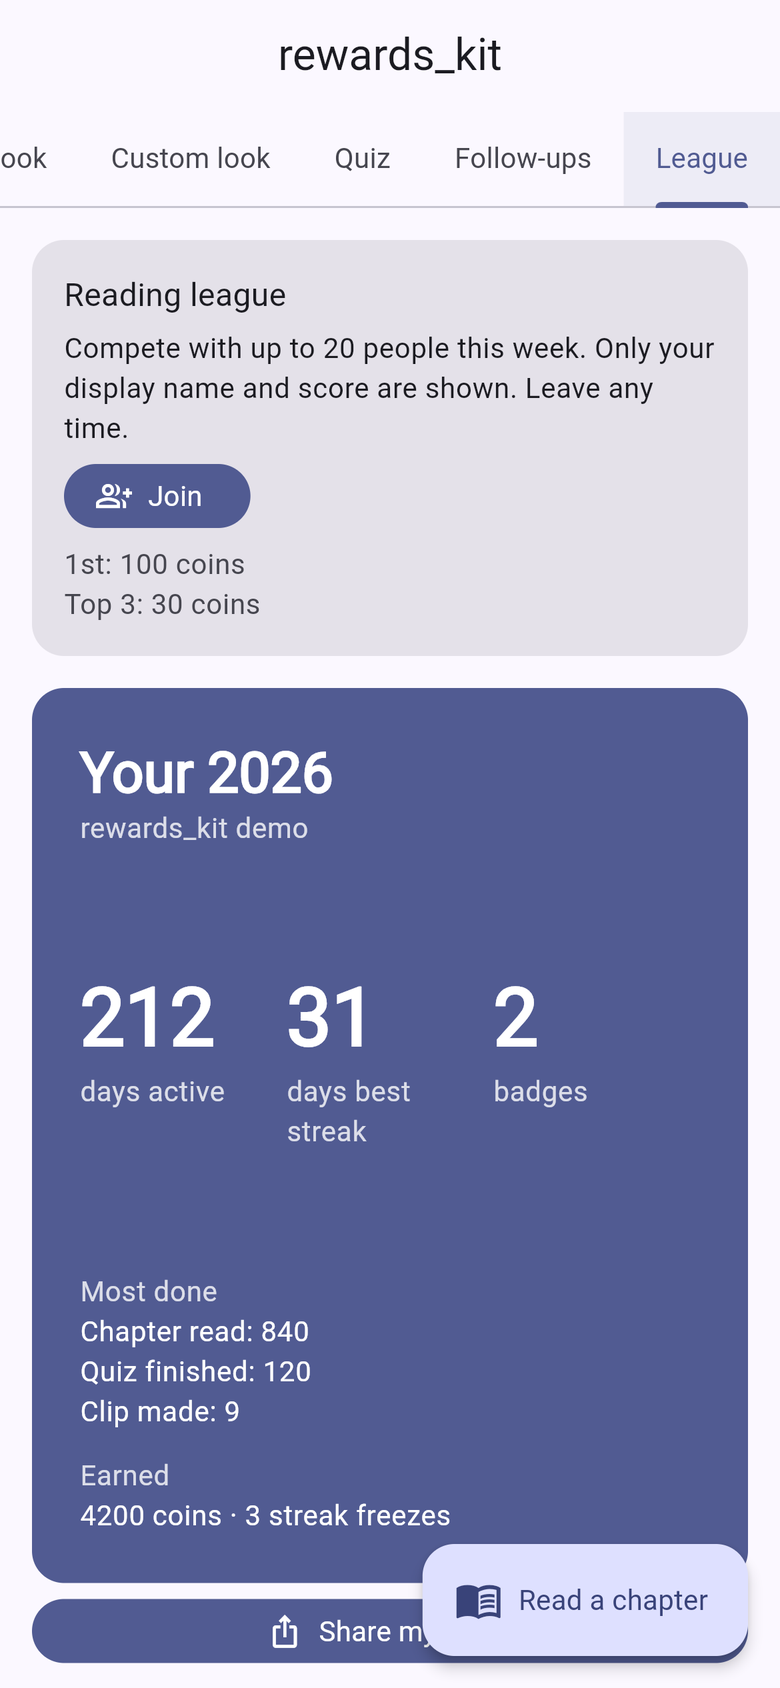 rewards_kit
ook Custom look Quiz Follow-ups League
Reading league
Compete with up to 20 people this week. Only your
display name and score are shown. Leave any
time.
Join
1st: 100 coins
Top 3: 30 coins
Your 2026
rewards_kit demo
212 31 2
days active days best badges
streak
Most done
Chapter read: 840
Quiz finished: 120
Clip made: 9
Earned
4200 coins · 3 streak freezes
Read a chapter
Share my